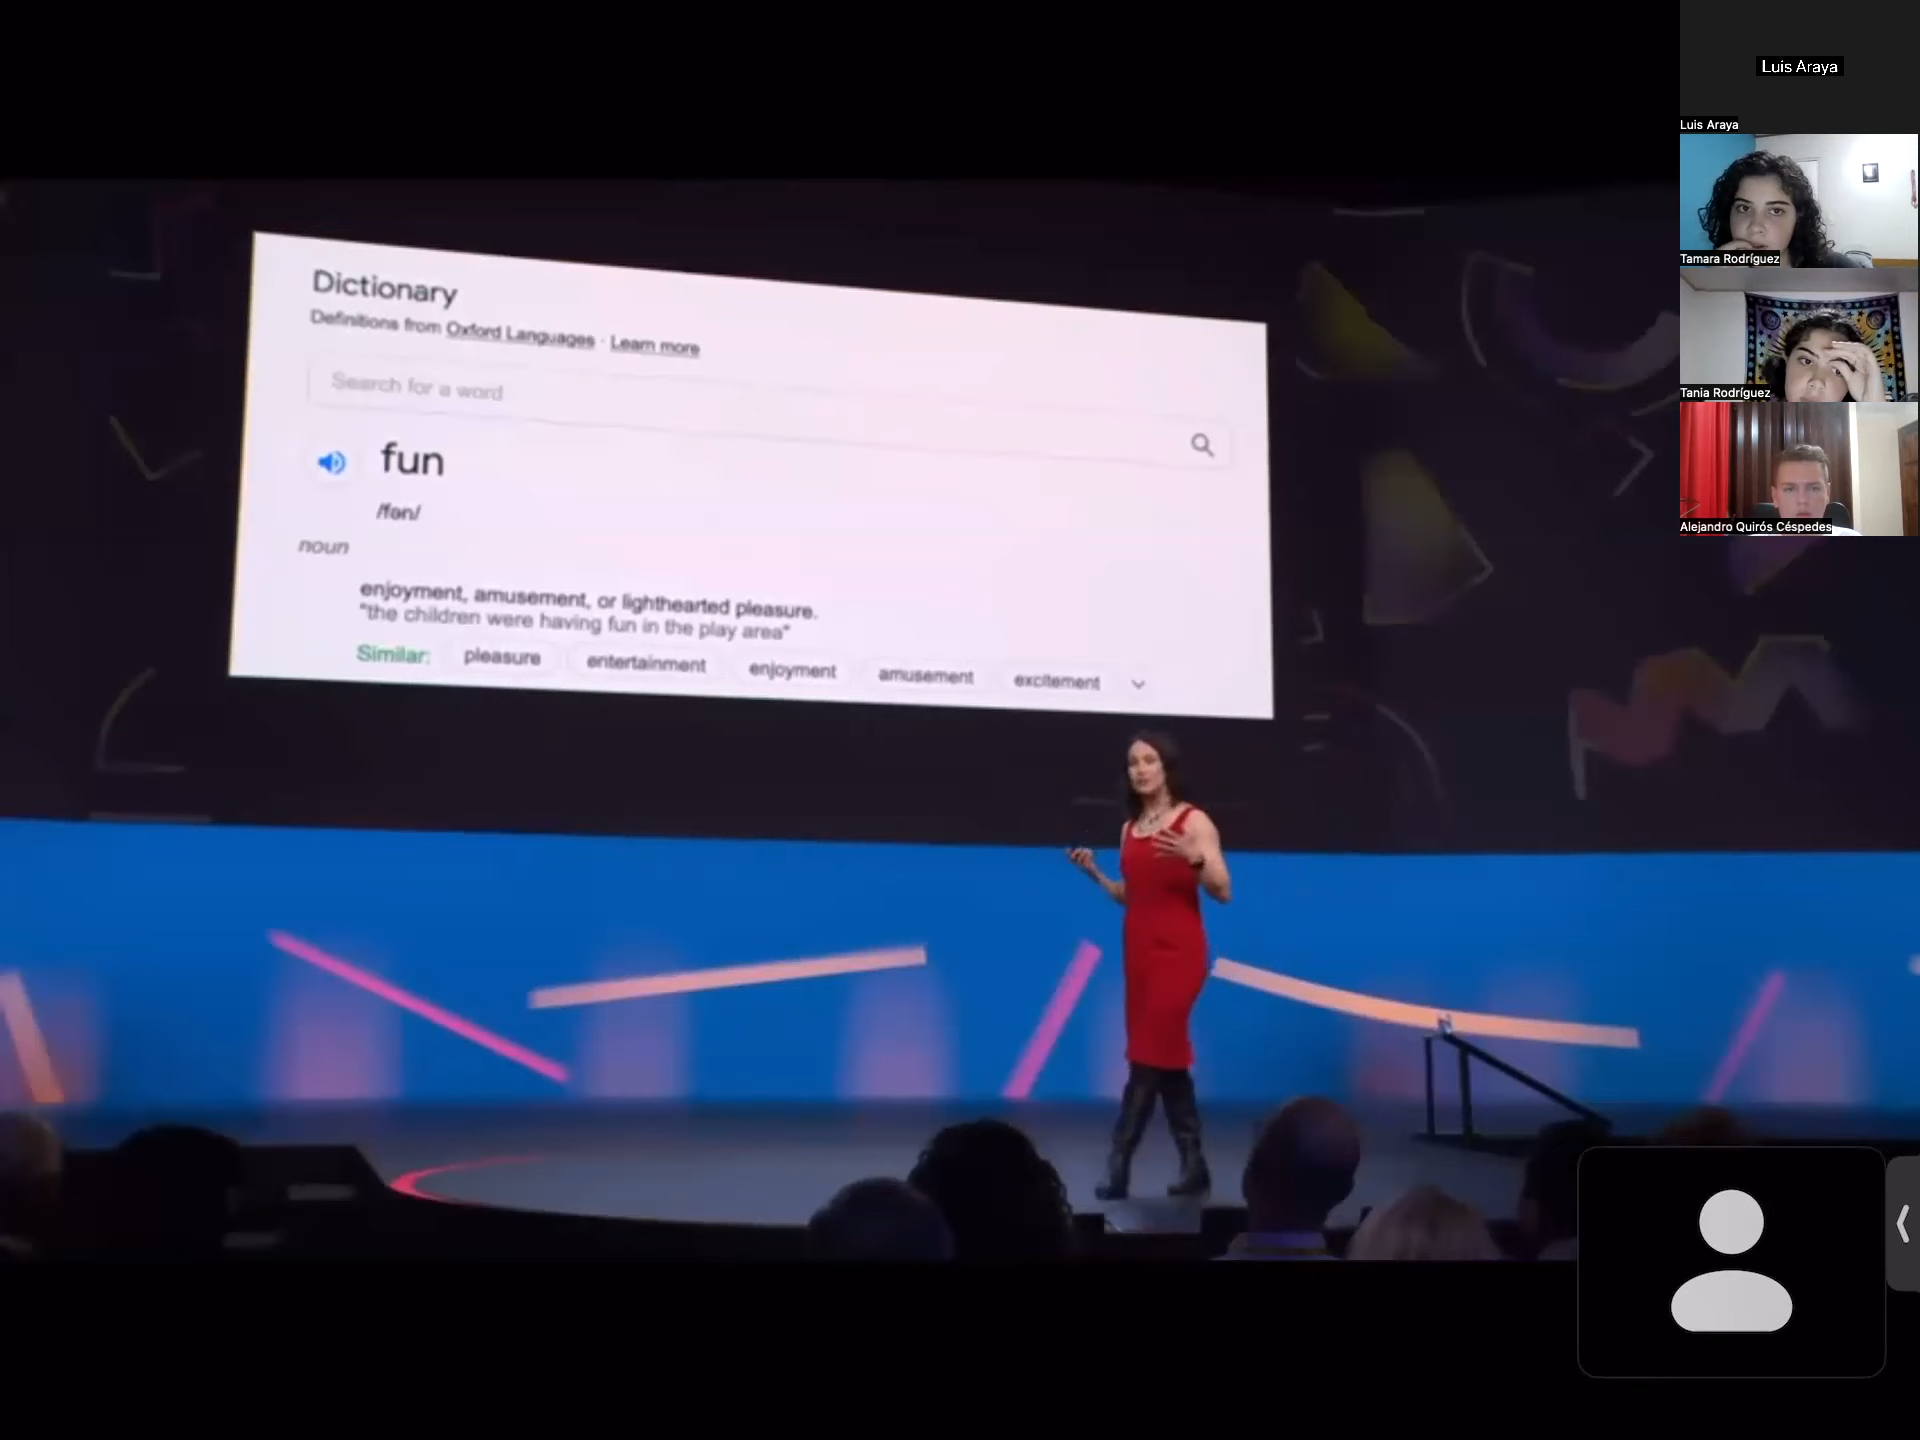 Luis Araya
Luis Araya
Tamara Rodríguez
Tania Rodríguez
Alejandro Quirós Céspedes
Dictionary
Definitions from Oxford Languages · Learn more
Search for a word
fun
/fən/
noun
enjoyment, amusement, or lighthearted pleasure.
"the children were having fun in the play area"
Similar: pleasure entertainment enjoyment amusement excitement